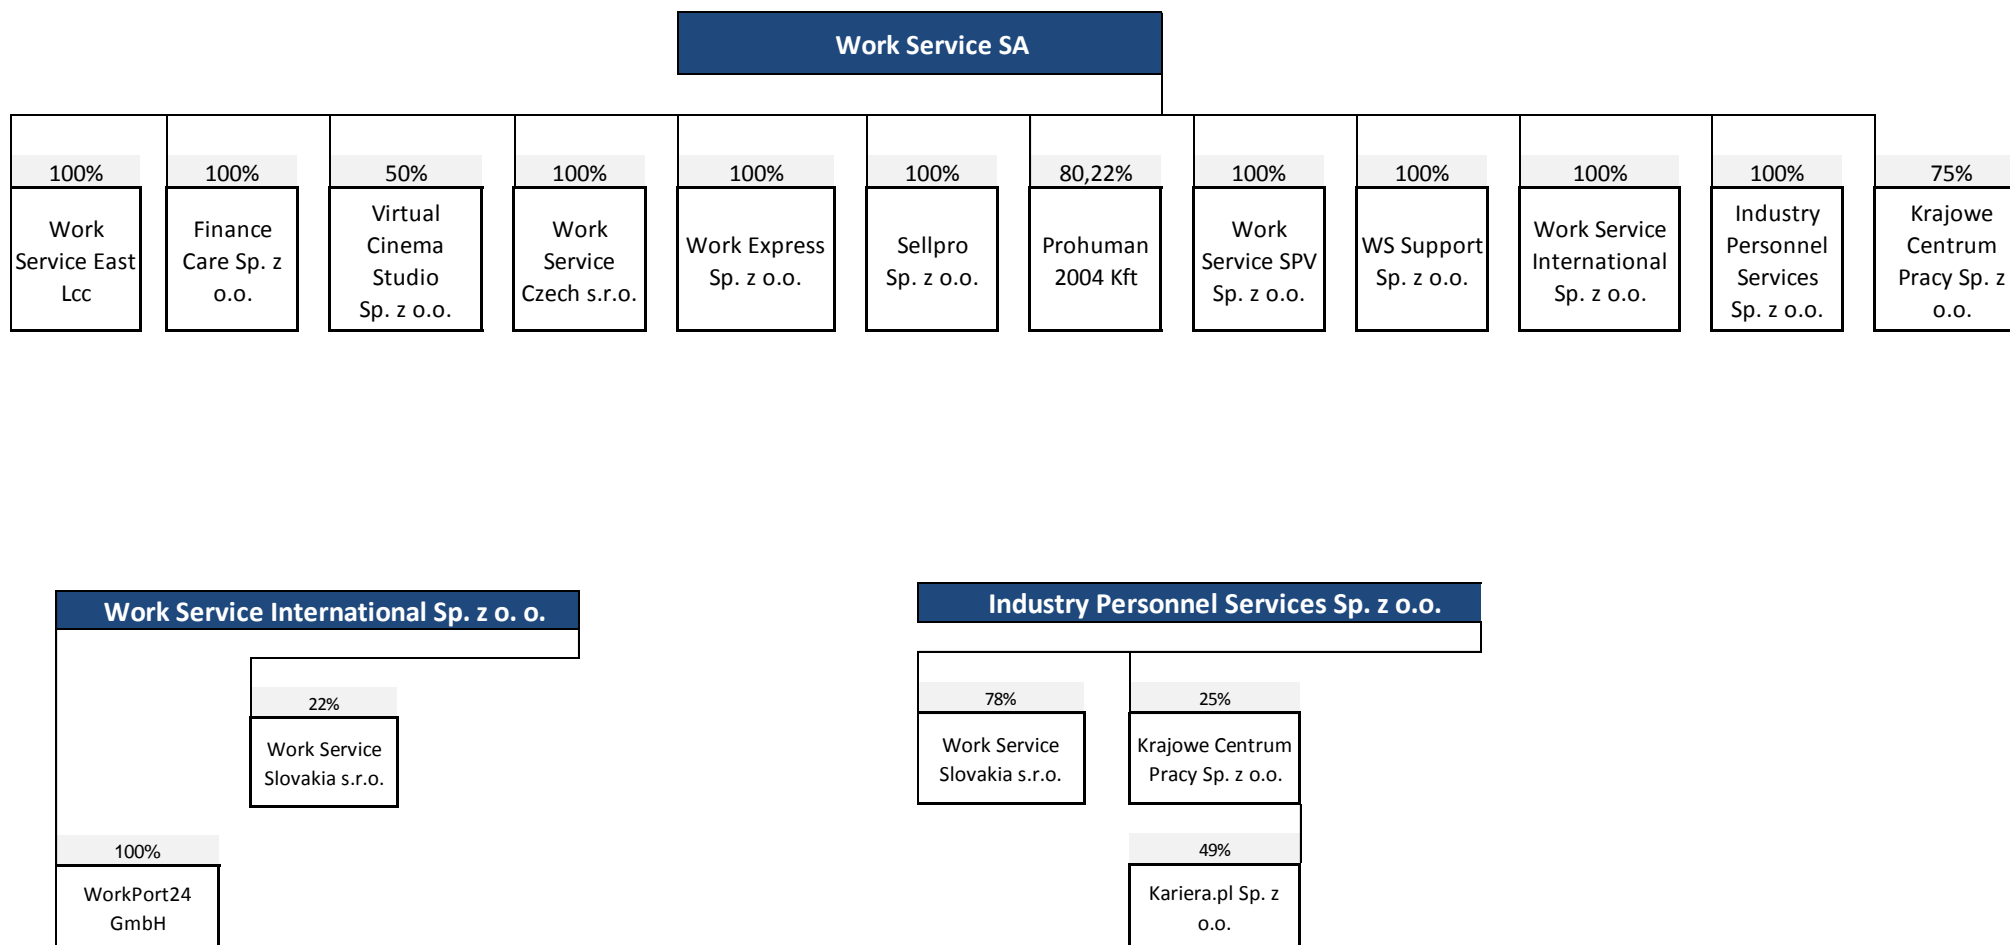 Work Service SA
100%
100%
50%
100%
100%
100%
80,22%
100%
100%
100%
100%
75%
Work
Service East
Lcc
Finance
Care Sp. z
o.o.
Virtual
Cinema
Studio
Sp. z o.o.
Work
Service
Czech s.r.o.
Work Express
Sp. z o.o.
Sellpro
Sp. z o.o.
Prohuman
2004 Kft
Work
Service SPV
Sp. z o.o.
WS Support
Sp. z o.o.
Work Service
International
Sp. z o.o.
Industry
Personnel
Services
Sp. z o.o.
Krajowe
Centrum
Pracy Sp. z
o.o.
Work Service International Sp. z o. o.
22%
Work Service
Slovakia s.r.o.
100%
WorkPort24
GmbH
Industry Personnel Services Sp. z o.o.
78%
Work Service
Slovakia s.r.o.
25%
Krajowe Centrum
Pracy Sp. z o.o.
49%
Kariera.pl Sp. z
o.o.